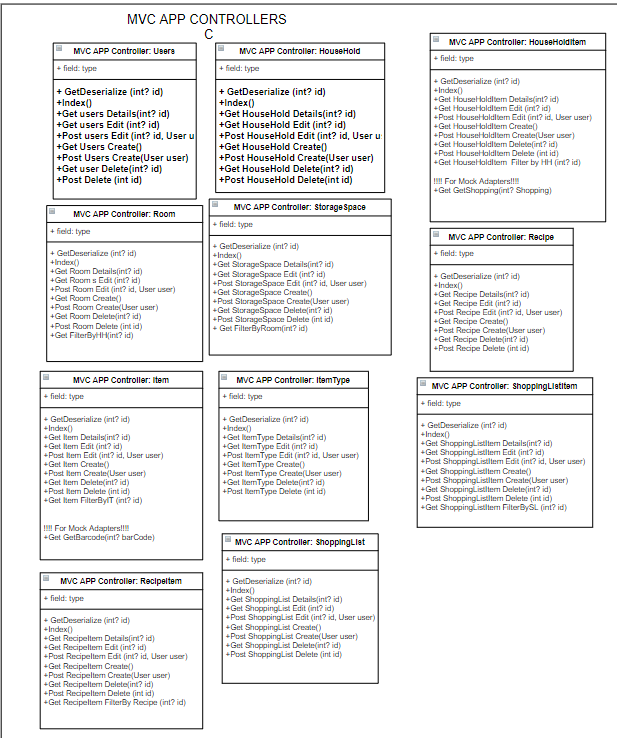 MVC APP CONTROLLERS
C
MVC APP Controller: Users
+ field: type
+ GetDeserialize (int? id)
+Index()
+Get users Details(int? id)
+Get users Edit (int? id)
+Post users Edit (int? id, User u
+Get Users Create()
+Post Users Create(User user)
+Get user Delete(int? id)
+Post Delete (int id)
MVC APP Controller: HouseHold
+ field: type
+ GetDeserialize (int? id)
+Index()
+Get HouseHold Details(int? id)
+Get HouseHold Edit (int? id)
+Post HouseHold Edit (int? id, User u
+Get HouseHold Create()
+Post HouseHold Create(User user)
+Get HouseHold Delete(int? id)
+Post HouseHold Delete(int id)
MVC APP Controller: HouseHoldItem
+ field: type
+ GetDeserialize (int? id)
+Index()
+Get HouseHoldItem Details(int? id)
+Get HouseHoldItem Edit (int? id)
+Post HouseHoldItem Edit (int? id, User user)
+Get HouseHoldItem Create()
+Post HouseHoldItem Create(User user)
+Get HouseHoldItem Delete(int? id)
+Post HouseHoldItem Delete (int id)
+Get HouseHoldItem Filter by HH (int? id)
!!!! For Mock Adapters!!!!
+Get GetShopping(int? Shopping)
MVC APP Controller: Room
+ field: type
+ GetDeserialize (int? id)
+Index()
+Get Room Details(int? id)
+Get Room s Edit (int? id)
+Post Room Edit (int? id, User user)
+Get Room Create()
+Post Room Create(User user)
+Get Room Delete(int? id)
+Post Room Delete (int id)
+Get FilterByHH(int? id)
MVC APP Controller: StorageSpace
+ field: type
+ GetDeserialize (int? id)
+Index()
+Get StorageSpace Details(int? id)
+Get StorageSpace Edit (int? id)
+Post StorageSpace Edit (int? id, User user)
+Get StorageSpace Create()
+Post StorageSpace Create(User user)
+Get StorageSpace Delete(int? id)
+Post StorageSpace Delete (int id)
+ Get FilterByRoom(int? id)
MVC APP Controller: Recipe
+ field: type
+ GetDeserialize (int? id)
+Index()
+Get Recipe Details(int? id)
+Get Recipe Edit (int? id)
+Post Recipe Edit (int? id, User user)
+Get Recipe Create()
+Post Recipe Create(User user)
+Get Recipe Delete(int? id)
+Post Recipe Delete (int id)
MVC APP Controller: Item
+ field: type
+ GetDeserialize (int? id)
+Index()
+Get Item Details(int? id)
+Get Item Edit (int? id)
+Post Item Edit (int? id, User user)
+Get Item Create()
+Post Item Create(User user)
+Get Item Delete(int? id)
+Post Item Delete (int id)
+Get Item FilterByIT (int? id)
!!!! For Mock Adapters!!!!
+Get GetBarcode(int? barCode)
MVC APP Controller: ItemType
+ field: type
+ GetDeserialize (int? id)
+Index()
+Get ItemType Details(int? id)
+Get ItemType Edit (int? id)
+Post ItemType Edit (int? id, User user)
+Get ItemType Create()
+Post ItemType Create(User user)
+Get ItemType Delete(int? id)
+Post ItemType Delete (int id)
MVC APP Controller: ShoppingListItem
+ field: type
+ GetDeserialize (int? id)
+Index()
+Get ShoppingListItem Details(int? id)
+Get ShoppingListItem Edit (int? id)
+Post ShoppingListItem Edit (int? id, User user)
+Get ShoppingListItem Create()
+Post ShoppingListItem Create(User user)
+Get ShoppingListItem Delete(int? id)
+Post ShoppingListItem Delete (int id)
+Get ShoppingListItem FilterBySL (int? id)
MVC APP Controller: ShoppingList
+ field: type
+ GetDeserialize (int? id)
+Index()
+Get ShoppingList Details(int? id)
+Get ShoppingList Edit (int? id)
+Post ShoppingList Edit (int? id, User user)
+Get ShoppingList Create()
+Post ShoppingList Create(User user)
+Get ShoppingList Delete(int? id)
+Post ShoppingList Delete (int id)
MVC APP Controller: RecipeItem
+ field: type
+ GetDeserialize (int? id)
+Index()
+Get RecipeItem Details(int? id)
+Get RecipeItem Edit (int? id)
+Post RecipeItem Edit (int? id, User user)
+Get RecipeItem Create()
+Post RecipeItem Create(User user)
+Get RecipeItem Delete(int? id)
+Post RecipeItem Delete (int id)
+Get RecipeItem FilterBy Recipe (int? id)